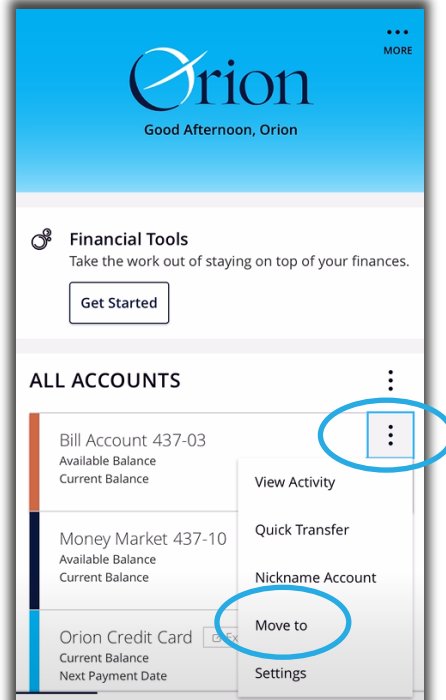 MORE
Orion
Good Afternoon, Orion
Financial Tools
Take the work out of staying on top of your finances.
Get Started
ALL ACCOUNTS
Bill Account 437-03
Available Balance
Current Balance
View Activity
Quick Transfer
Money Market 437-10
Available Balance
Current Balance
Nickname Account
Move to
Orion Credit Card
Current Balance
Next Payment Date
Settings